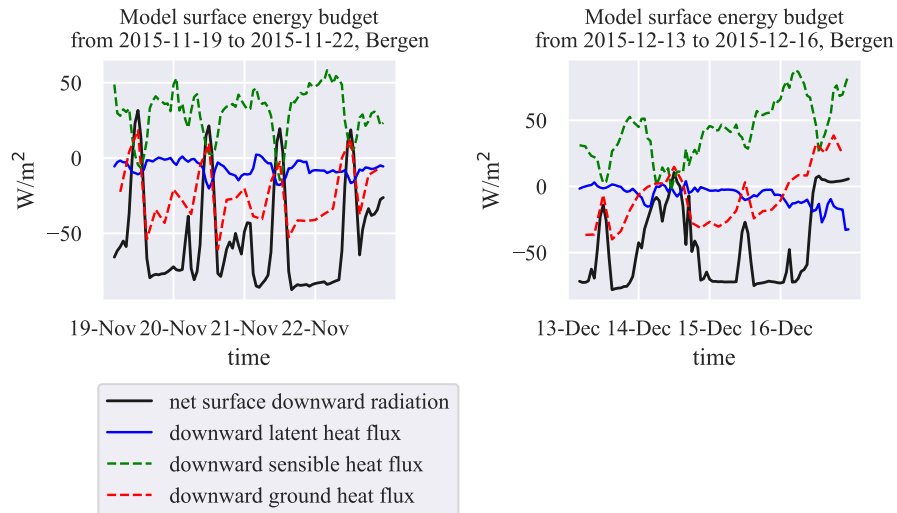 Model surface energy budget
from 2015-11-19 to 2015-11-22, Bergen
Model surface energy budget
from 2015-12-13 to 2015-12-16, Bergen
W/m²
50
0
−50
19-Nov 20-Nov 21-Nov 22-Nov
time
W/m²
50
0
−50
13-Dec 14-Dec 15-Dec 16-Dec
time
net surface downward radiation
downward latent heat flux
downward sensible heat flux
downward ground heat flux